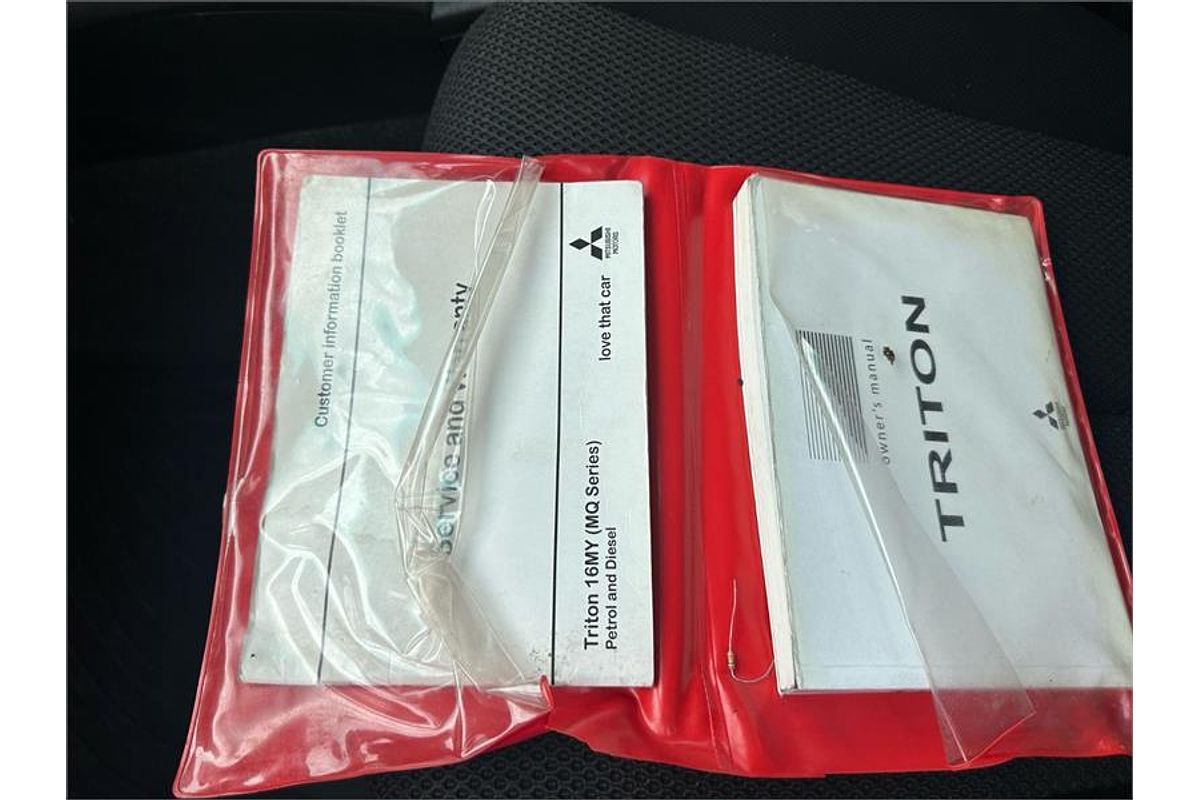 Customer information booklet
Service and Warranty
MITSUBISHI
MOTORS
love that car
Triton 16MY (MQ Series)
Petrol and Diesel
owner's manual
TRITON